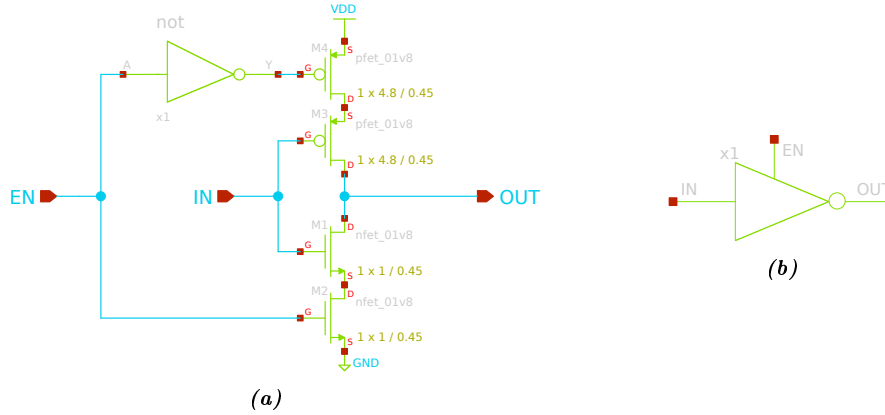 not
VDD
M4
pfet_01v8
S
A
Y
G
1 x 4.8 / 0.45
D
x1
M3
S
pfet_01v8
G
1 x 4.8 / 0.45
D
EN
IN
OUT
M1
D
nfet_01v8
G
1 x 1 / 0.45
S
M2
D
nfet_01v8
G
1 x 1 / 0.45
S
GND
(a)
x1
EN
IN
OUT
(b)